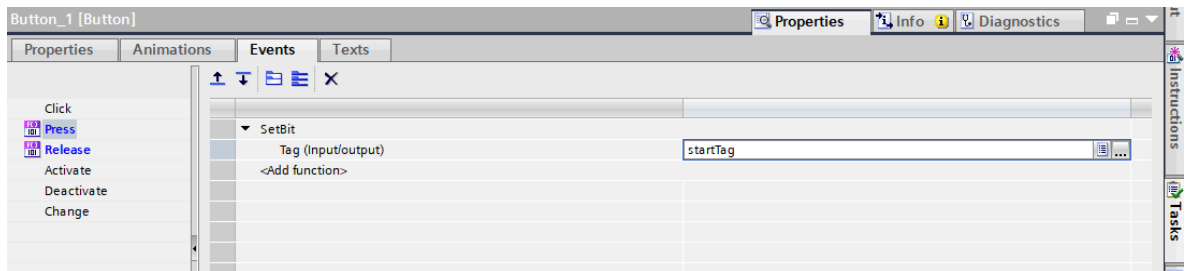 Button_1 [Button]
Properties Info Diagnostics
Properties Animations Events Texts
Click
Press
Release
Activate
Deactivate
Change
SetBit
Tag (Input/output) startTag ...
<Add function>
Instructions
Tasks